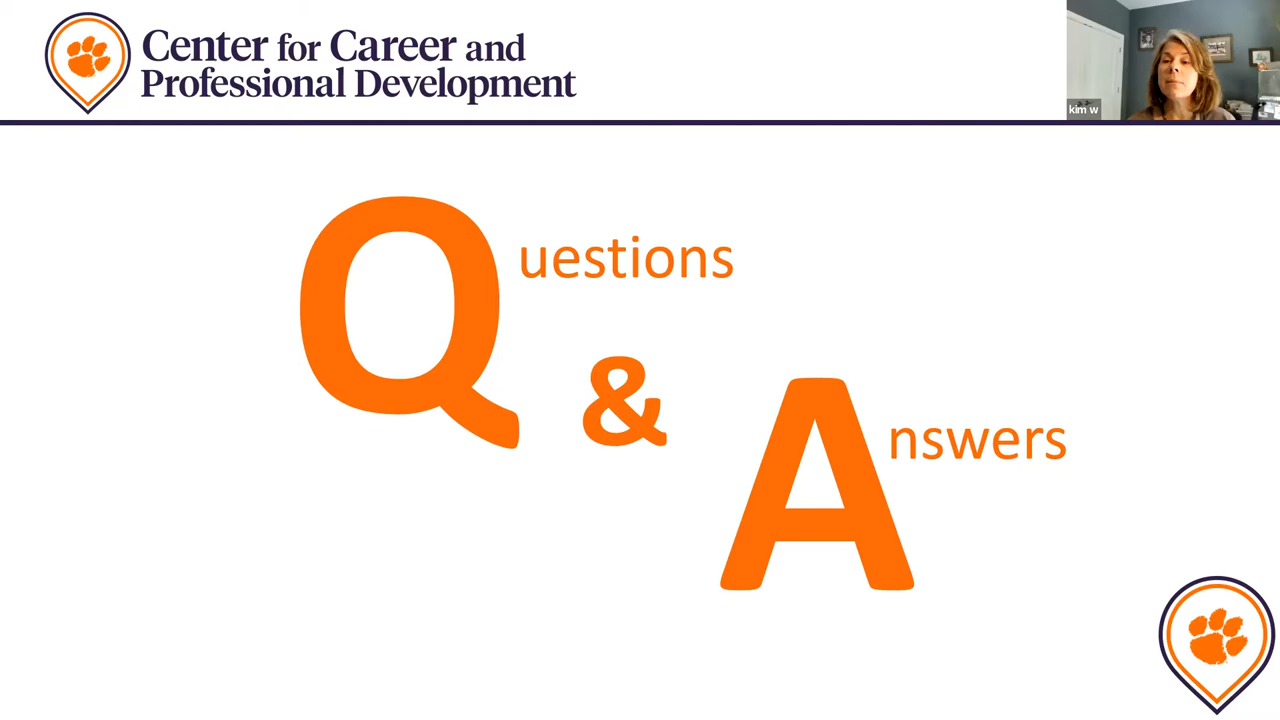 Center for Career and
Professional Development
kim w
Questions
&
Answers